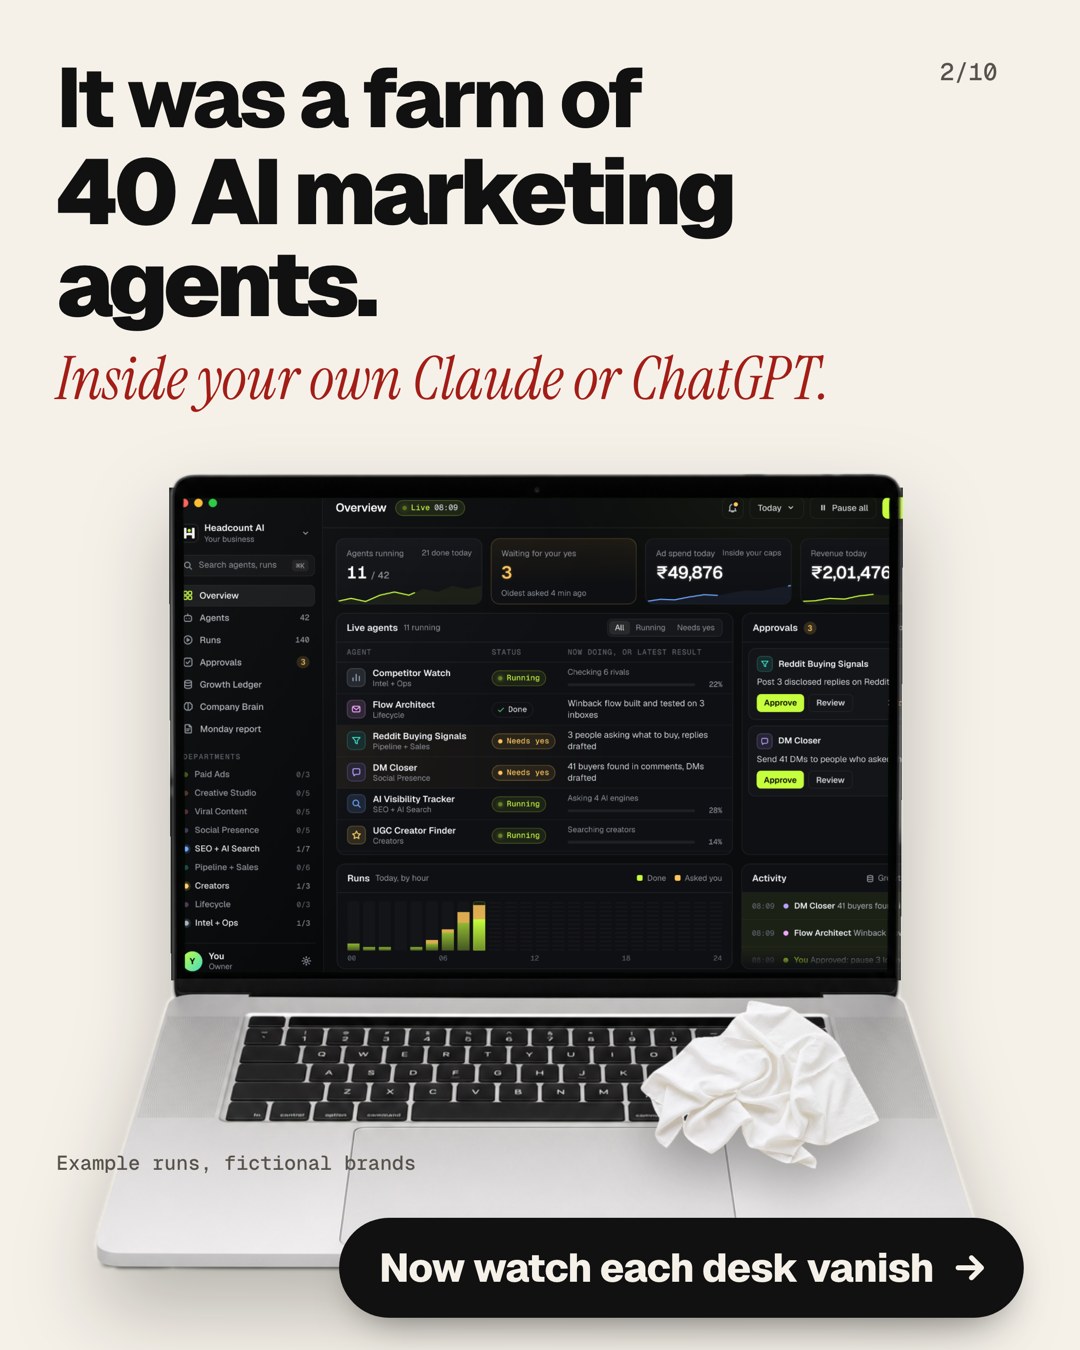 It was a farm of
2/10
40 AI marketing
agents.
Inside your own Claude or ChatGPT.
Overview
Live 08:09
Today
Pause all
Headcount AI
Your business
Search agents, runs
⌘K
Overview
Agents 42
Runs 140
Approvals 3
Growth Ledger
Company Brain
Monday report
DEPARTMENTS
Paid Ads 0/3
Creative Studio 0/5
Viral Content 0/5
Social Presence 0/5
SEO + AI Search 1/7
Pipeline + Sales 0/6
Creators 1/3
Lifecycle 0/3
Intel + Ops 1/3
Y
You
Owner
Agents running 21 done today
11 / 42
Waiting for your yes
3
Oldest asked 4 min ago
Ad spend today Inside your caps
₹49,876
Revenue today
₹2,01,476
Live agents 11 running
All Running Needs yes
AGENT STATUS NOW DOING, OR LATEST RESULT
Competitor Watch
Intel + Ops
Running
Checking 6 rivals
22%
Flow Architect
Lifecycle
Done
Winback flow built and tested on 3
inboxes
Reddit Buying Signals
Pipeline + Sales
Needs yes
3 people asking what to buy, replies
drafted
DM Closer
Social Presence
Needs yes
41 buyers found in comments, DMs
drafted
AI Visibility Tracker
SEO + AI Search
Running
Asking 4 AI engines
28%
UGC Creator Finder
Creators
Running
Searching creators
14%
Approvals 3
Reddit Buying Signals
Post 3 disclosed replies on Reddit
Approve Review
DM Closer
Send 41 DMs to people who asked
Approve Review
Runs Today, by hour
Done Asked you
00 06 12 18 24
Activity
08:09 DM Closer 41 buyers
08:09 Flow Architect Winback
08:09 You Approved: pause 3
fn control option command
Q W E R T Y U I O
A S D F G H J K
Z X C V B N M
Example runs, fictional brands
Now watch each desk vanish →